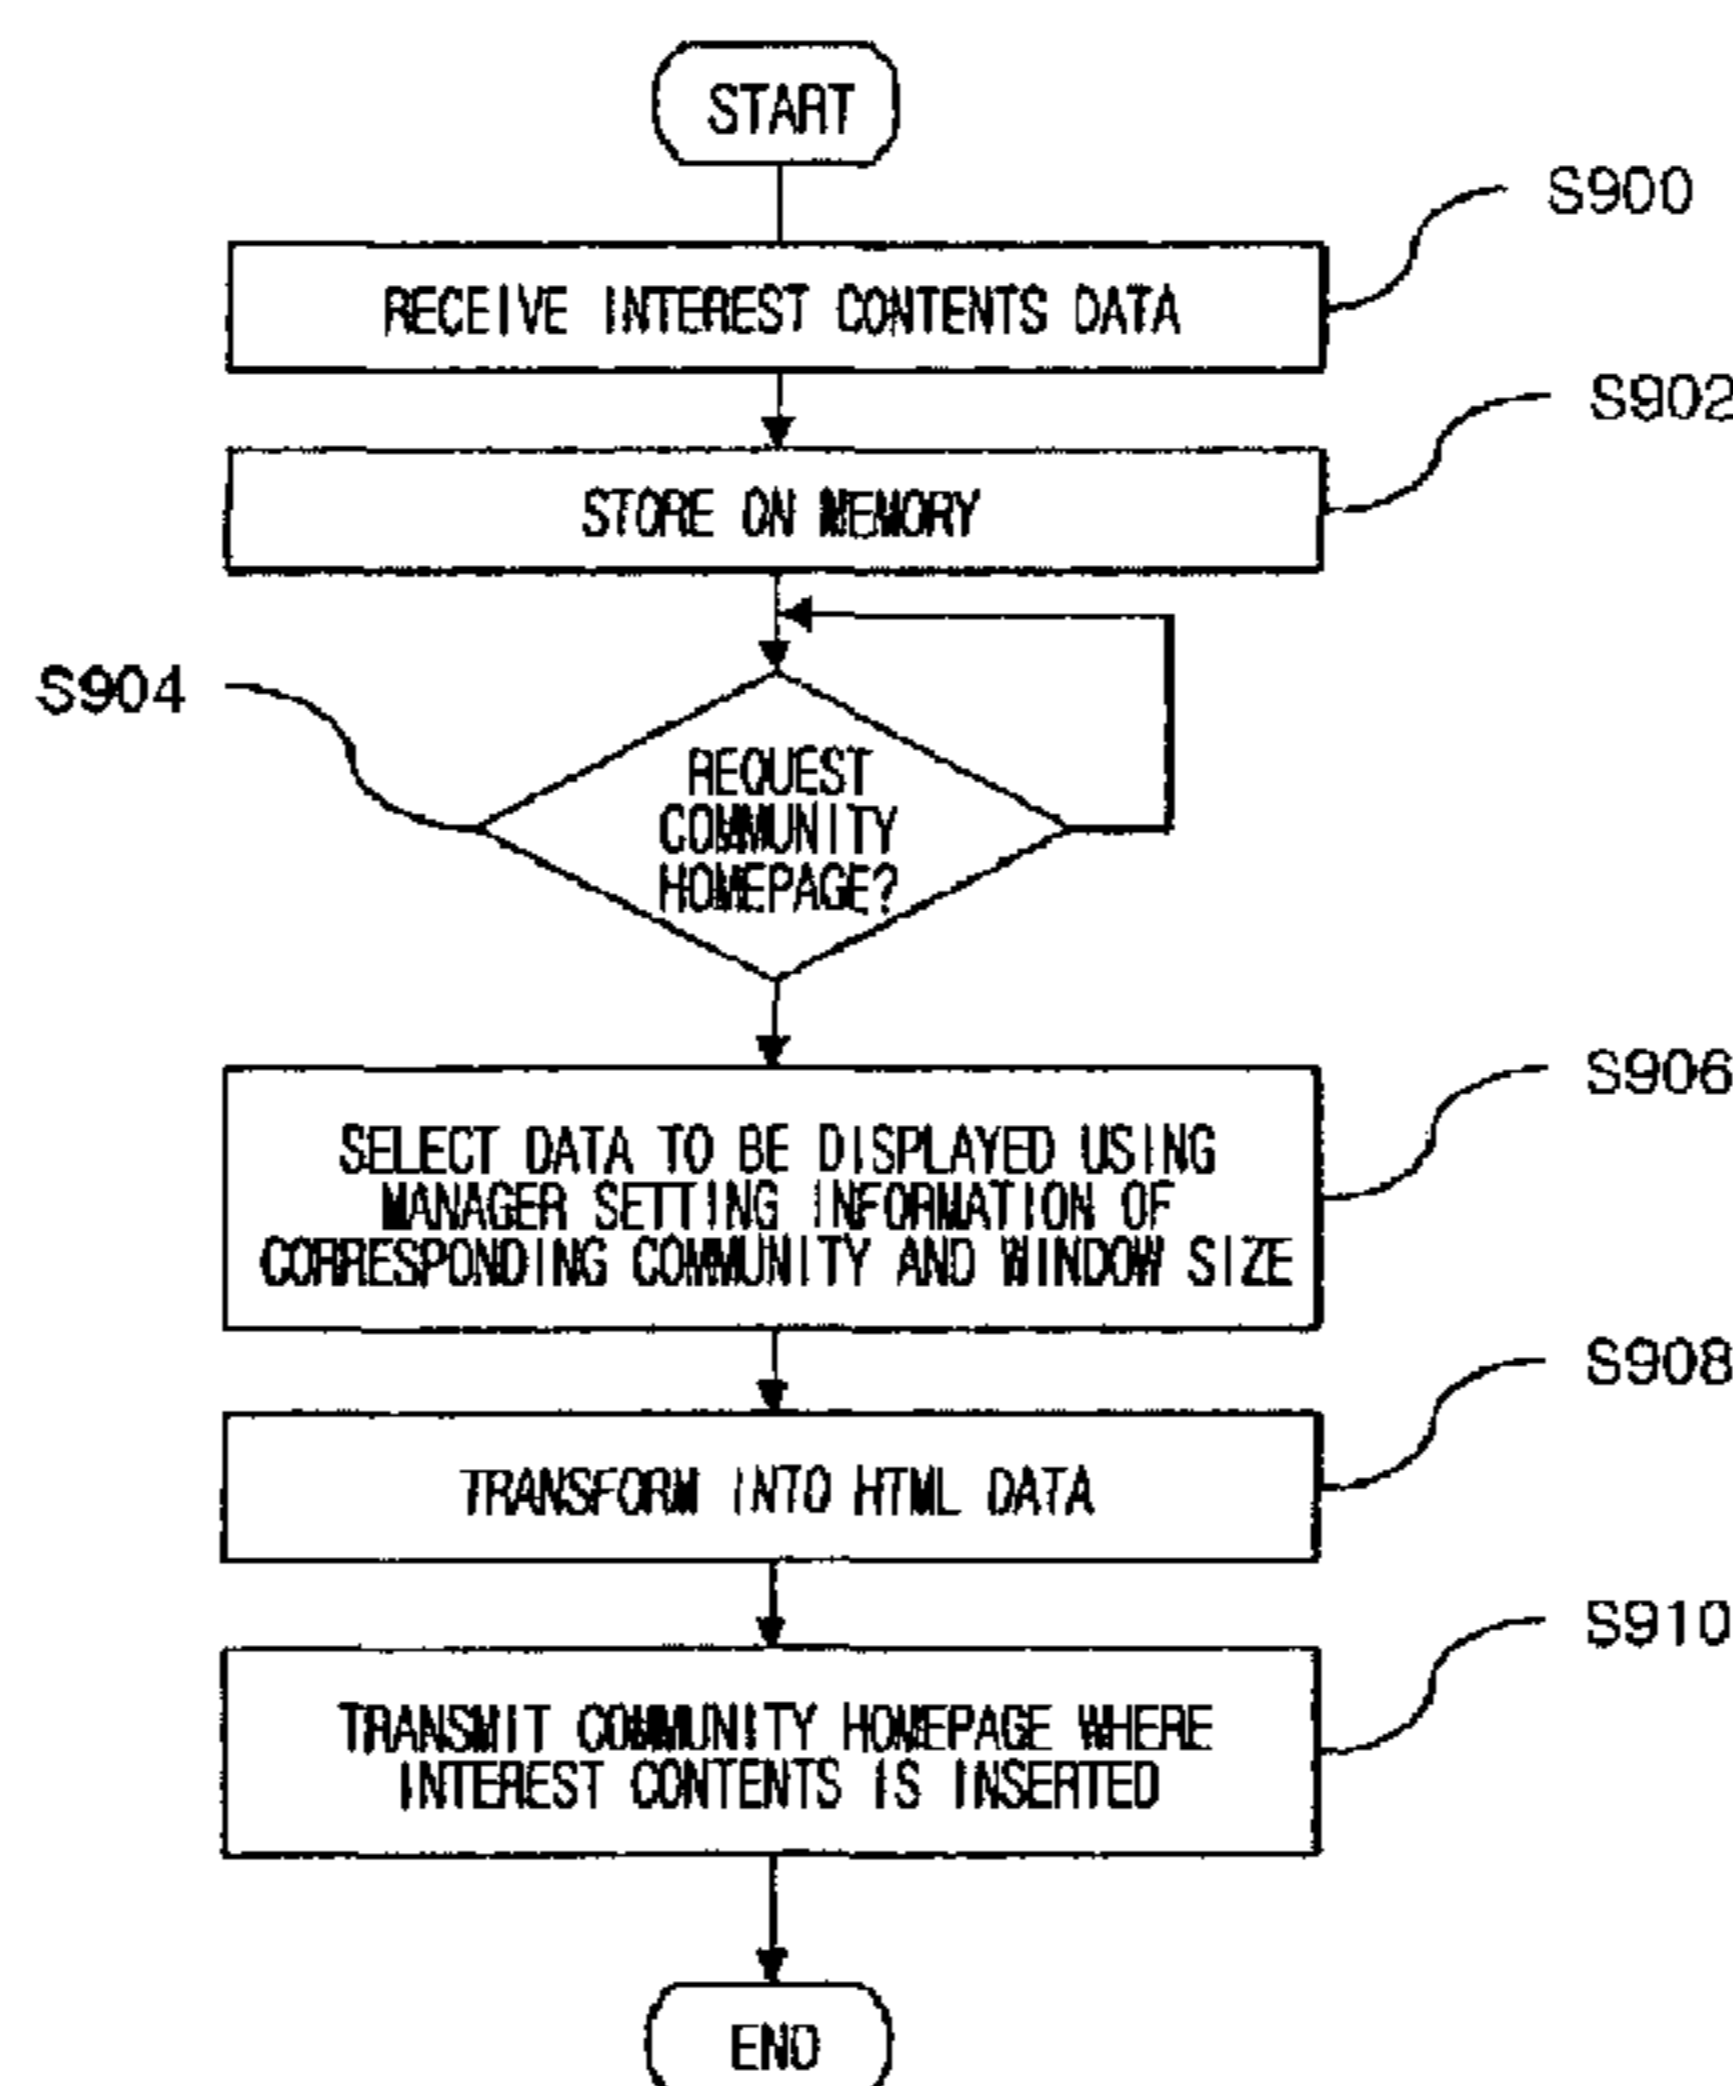 START
S900
RECEIVE INTEREST CONTENTS DATA
S902
STORE ON MEMORY
S904
REQUEST
COMMUNITY
HOMEPAGE?
S906
SELECT DATA TO BE DISPLAYED USING
MANAGER SETTING INFORMATION OF
CORRESPONDING COMMUNITY AND WINDOW SIZE
S908
TRANSFORM INTO HTML DATA
S910
TRANSMIT COMMUNITY HOMEPAGE WHERE
INTEREST CONTENTS IS INSERTED
END